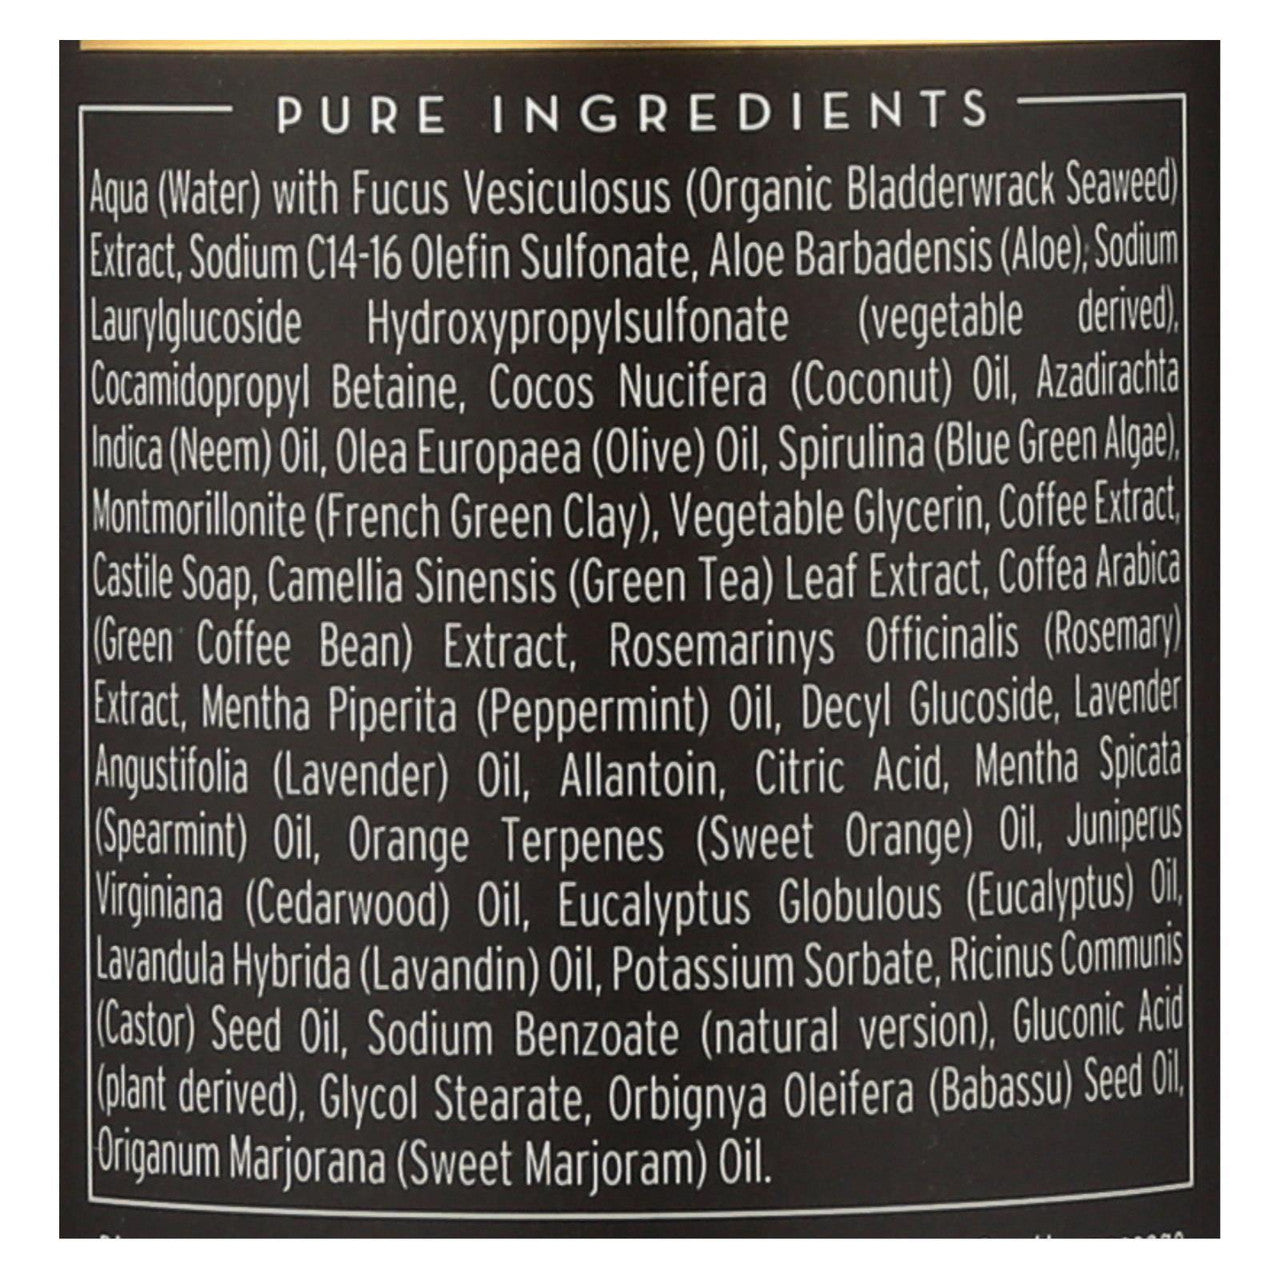 PURE INGREDIENTS
Aqua (Water) with Fucus Vesiculosus (Organic Bladderwrack Seaweed)
Extract, Sodium C14-16 Olefin Sulfonate, Aloe Barbadensis (Aloe), Sodium
Laurylglucoside Hydroxypropylsulfonate (vegetable derived),
Cocamidopropyl Betaine, Cocos Nucifera (Coconut) Oil, Azadirachta
Indica (Neem) Oil, Olea Europaea (Olive) Oil, Spirulina (Blue Green Algae),
Montmorillonite (French Green Clay), Vegetable Glycerin, Coffee Extract,
Castile Soap, Camellia Sinensis (Green Tea) Leaf Extract, Coffea Arabica
(Green Coffee Bean) Extract, Rosemarinys Officinalis (Rosemary)
Extract, Mentha Piperita (Peppermint) Oil, Decyl Glucoside, Lavender
Angustifolia (Lavender) Oil, Allantoin, Citric Acid, Mentha Spicata
(Spearmint) Oil, Orange Terpenes (Sweet Orange) Oil, Juniperus
Virginiana (Cedarwood) Oil, Eucalyptus Globulous (Eucalyptus) Oil,
Lavandula Hybrida (Lavandin) Oil, Potassium Sorbate, Ricinus Communis
(Castor) Seed Oil, Sodium Benzoate (natural version), Gluconic Acid
(plant derived), Glycol Stearate, Orbignya Oleifera (Babassu) Seed Oil,
Origanum Marjorana (Sweet Marjoram) Oil.